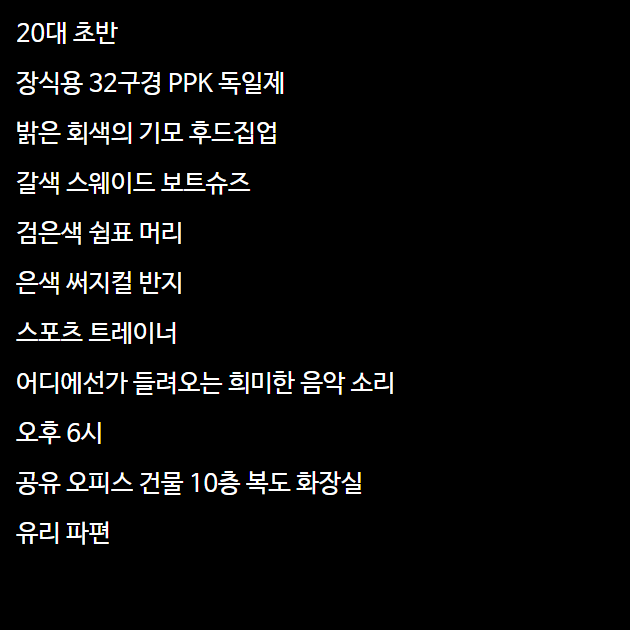 20대 초반
장식용 32구경 PPK 독일제
밝은 회색의 기모 후드집업
갈색 스웨이드 보트슈즈
검은색 쉼표 머리
은색 써지컬 반지
스포츠 트레이너
어디에선가 들려오는 희미한 음악 소리
오후 6시
공유 오피스 건물 10층 복도 화장실
유리 파편